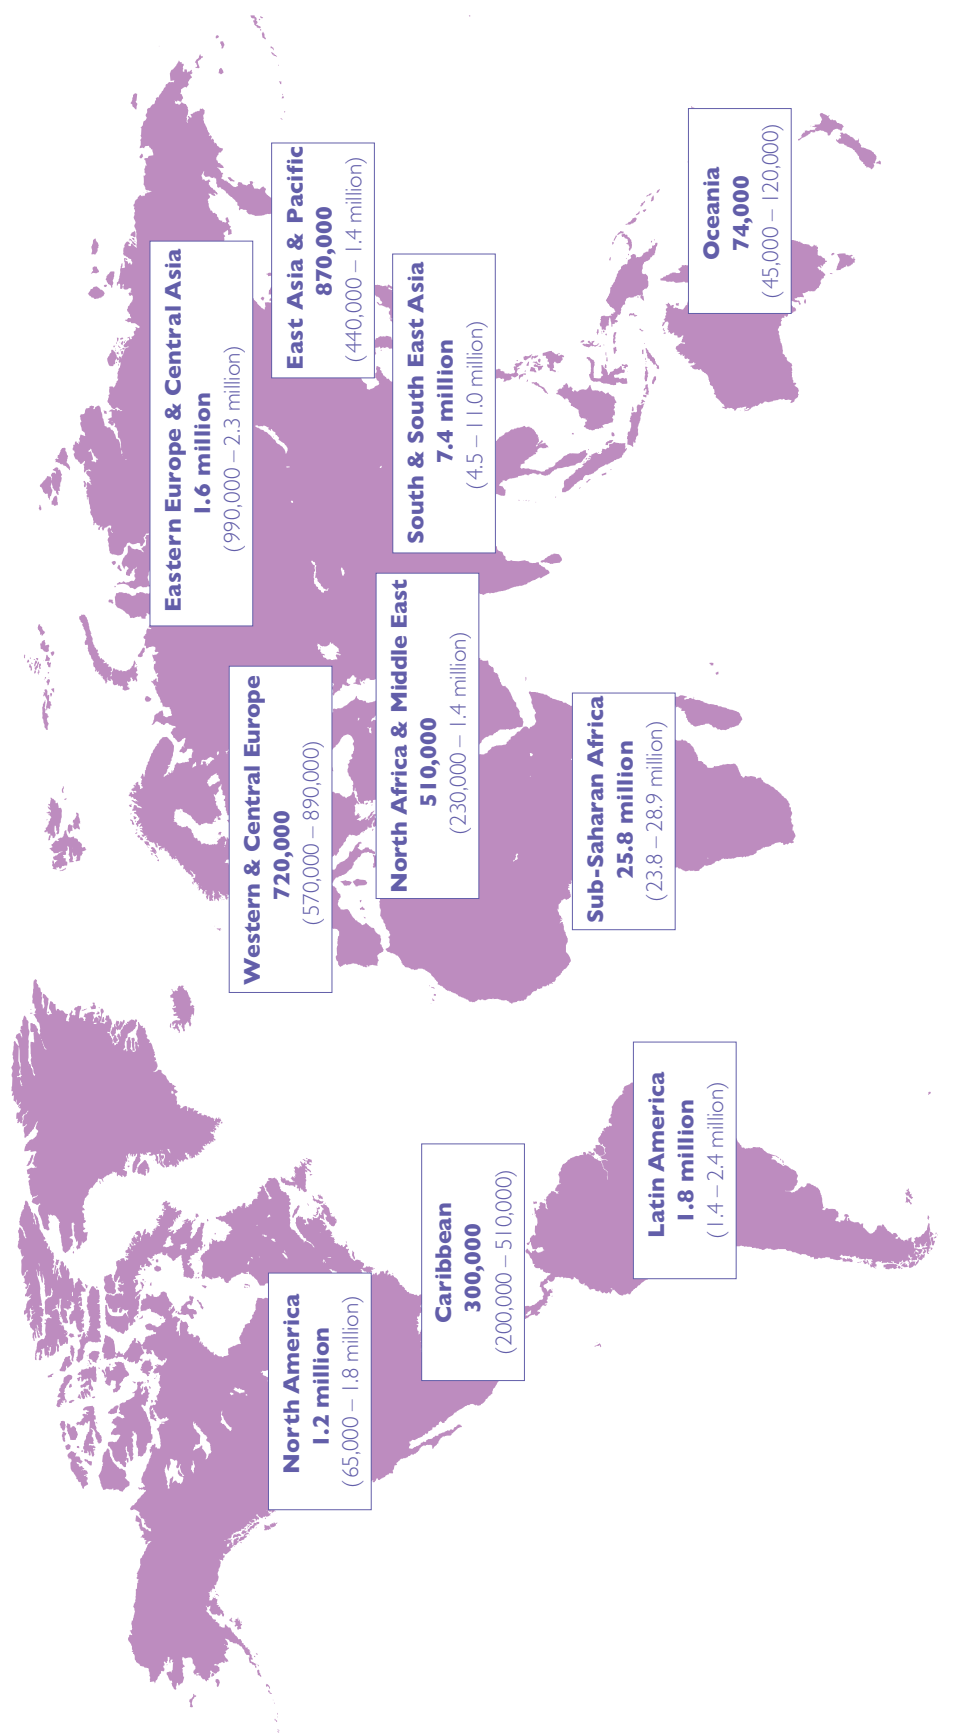 North America
1.2 million
(65,000 – 1.8 million)
Caribbean
300,000
(200,000 – 510,000)
Latin America
1.8 million
(1.4 – 2.4 million)
Western & Central Europe
720,000
(570,000 – 890,000)
North Africa & Middle East
510,000
(230,000 – 1.4 million)
Sub-Saharan Africa
25.8 million
(23.8 – 28.9 million)
Eastern Europe & Central Asia
1.6 million
(990,000 – 2.3 million)
East Asia & Pacific
870,000
(440,000 – 1.4 million)
South & South East Asia
7.4 million
(4.5 – 11.0 million)
Oceania
74,000
(45,000 – 120,000)